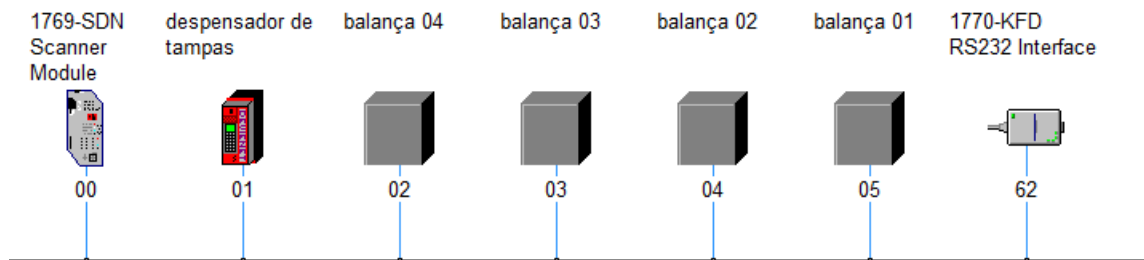 1769-SDN
Scanner
Module
despensador de
tampas
balança 04
balança 03
balança 02
balança 01
1770-KFD
RS232 Interface
00
01
02
03
04
05
62